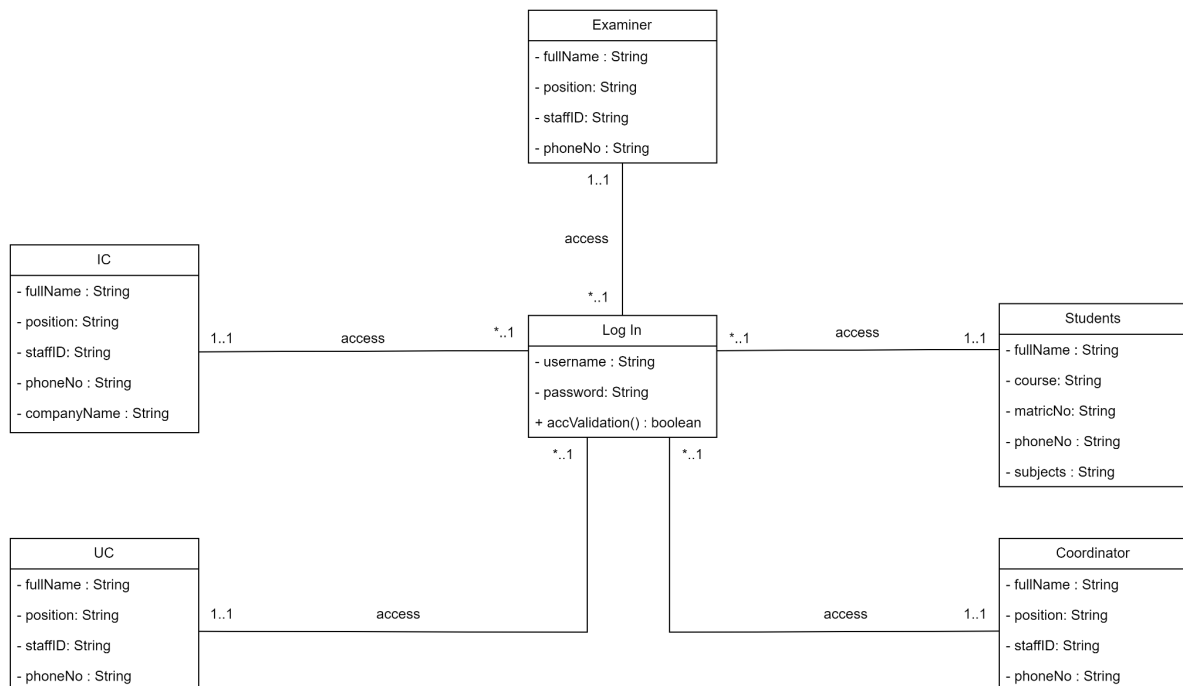 Examiner
- fullName : String
- position: String
- staffID: String
- phoneNo : String
1..1
access
*..1
IC
- fullName : String
- position: String
- staffID: String
- phoneNo : String
- companyName : String
1..1
access
*..1
Log In
- username : String
- password: String
+ accValidation() : boolean
*..1
access
1..1
Students
- fullName : String
- course: String
- matricNo: String
- phoneNo : String
- subjects : String
*..1
*..1
UC
- fullName : String
- position: String
- staffID: String
- phoneNo : String
1..1
access
access
1..1
Coordinator
- fullName : String
- position: String
- staffID: String
- phoneNo : String